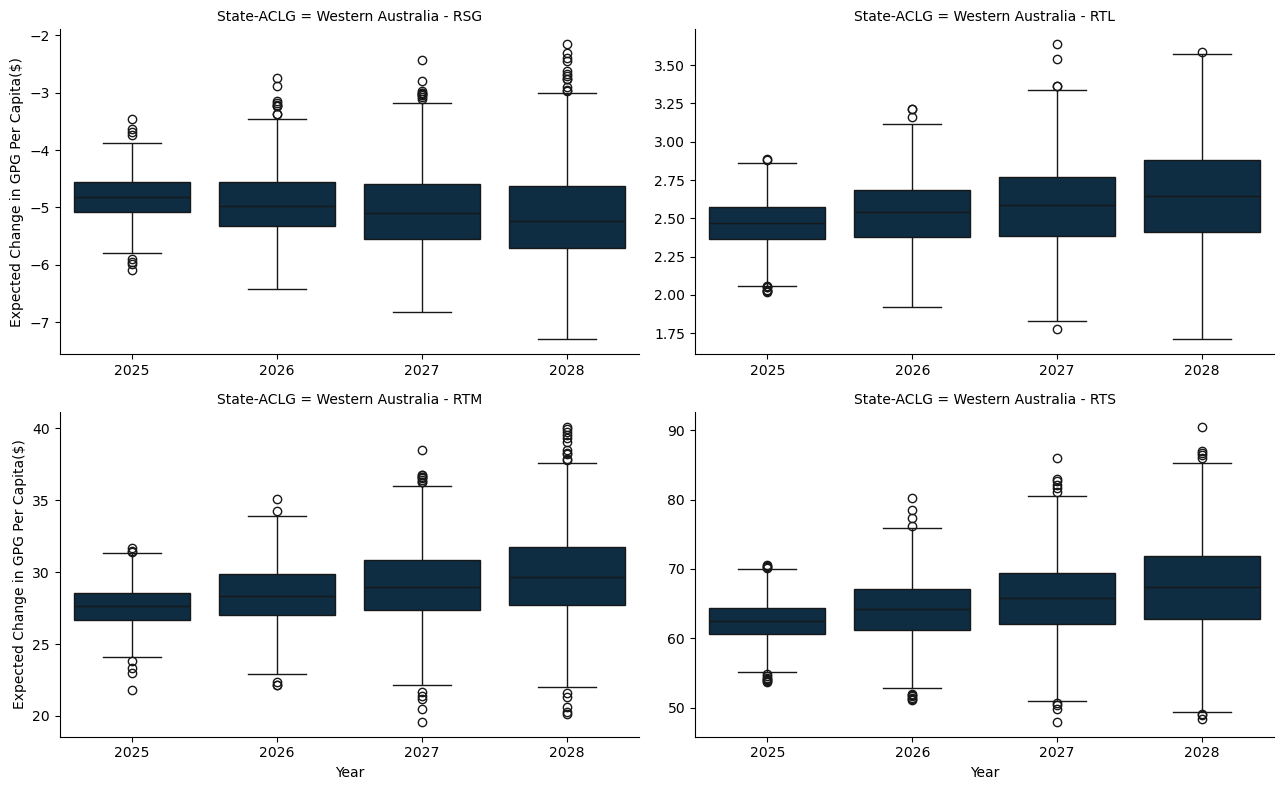 State-ACLG = Western Australia - RSG
Expected Change in GPG Per Capita($)
−2
−3
−4
−5
−6
−7
2025 2026 2027 2028
State-ACLG = Western Australia - RTL
3.50
3.25
3.00
2.75
2.50
2.25
2.00
1.75
2025 2026 2027 2028
State-ACLG = Western Australia - RTM
Expected Change in GPG Per Capita($)
40
35
30
25
20
2025 2026 2027 2028
Year
State-ACLG = Western Australia - RTS
90
80
70
60
50
2025 2026 2027 2028
Year